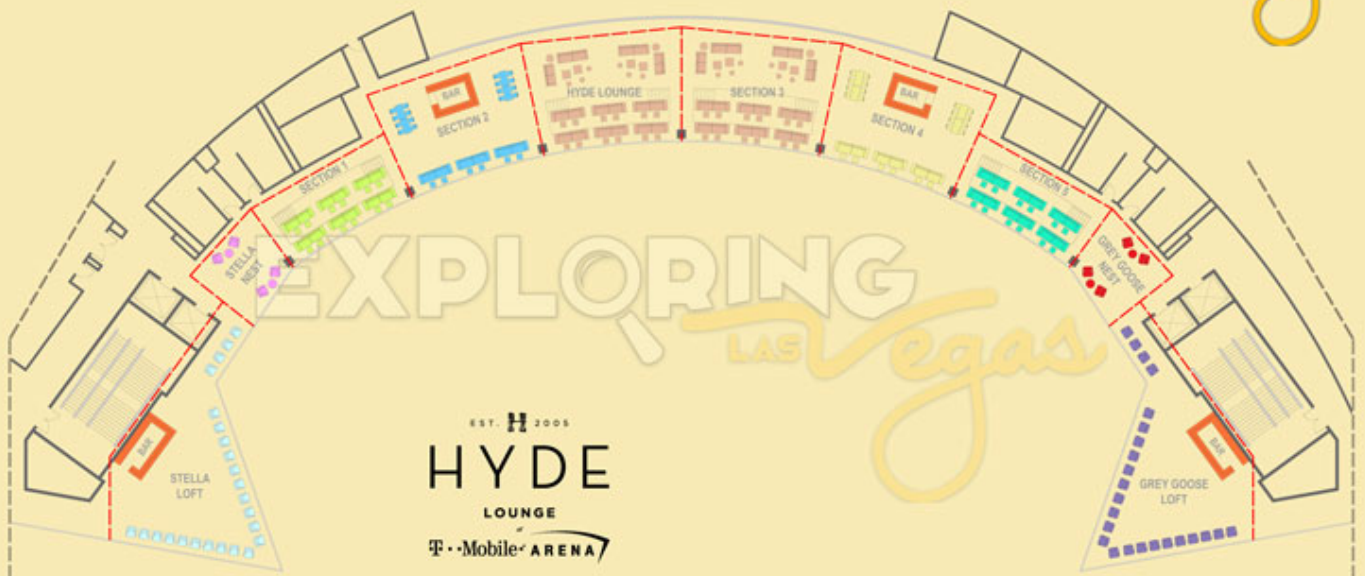 HYDE LOUNGE
SECTION 3
BAR
SECTION 2
BAR
SECTION 4
SECTION 1
SECTION 5
STELLA
NEST
GREY GOOSE
NEST
EXPLORING
LAS Vegas
BAR
STELLA
LOFT
BAR
GREY GOOSE
LOFT
EST. H 2005
HYDE
LOUNGE
at
T··Mobile· ARENA